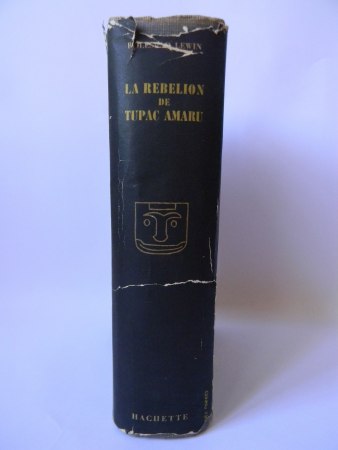 LEWIN
LA REBELION
DE
TUPAC AMARU
HACHETTE